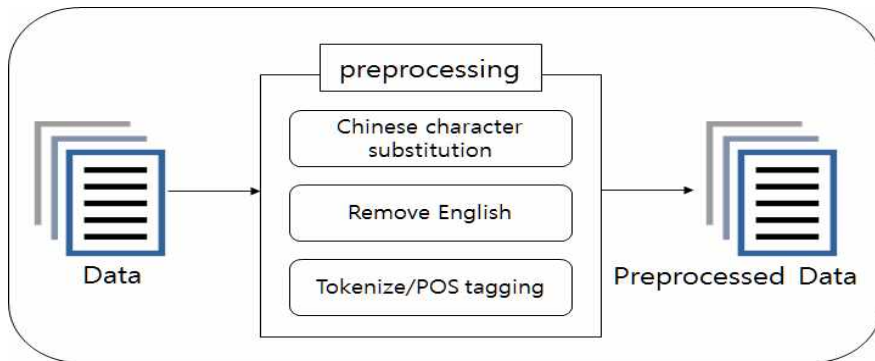 preprocessing
Chinese character
substitution
Remove English
Tokenize/POS tagging
Data
Preprocessed Data